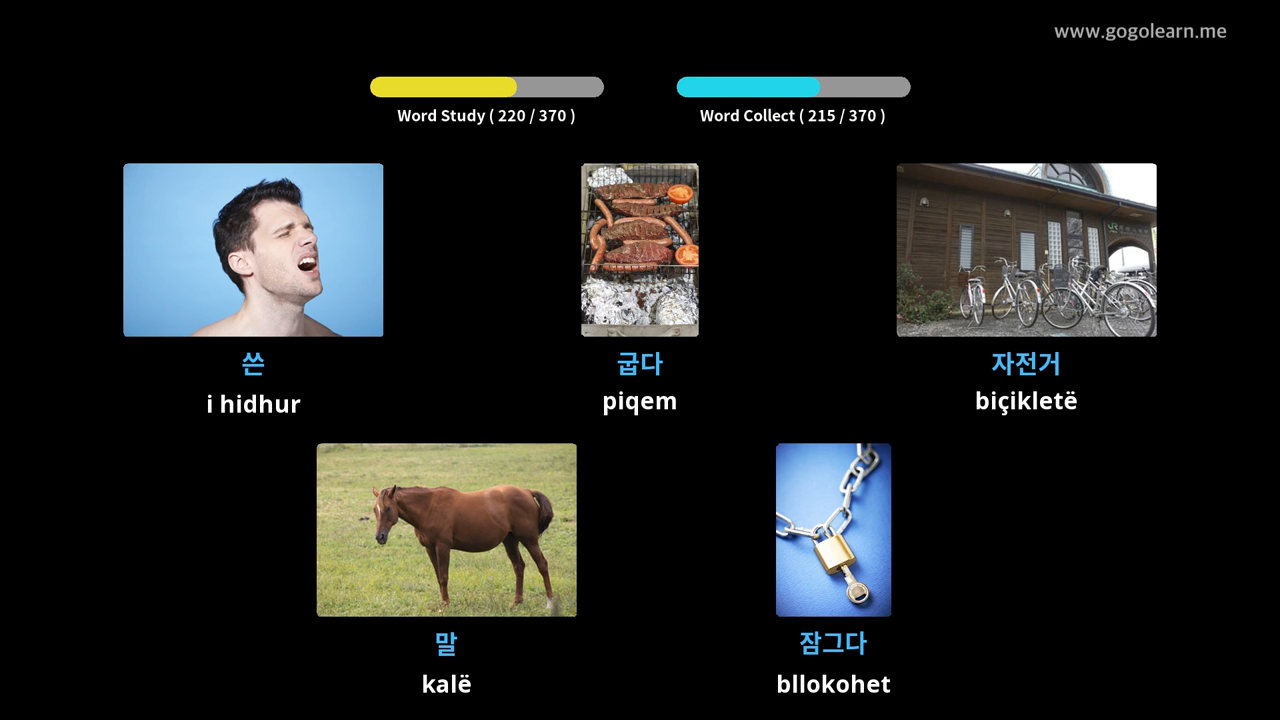 www.gogolearn.me
Word Study ( 220 / 370 )
Word Collect ( 215 / 370 )
쓴
i hidhur
굽다
piqem
자전거
biçikletë
말
kalë
잠그다
bllokohet